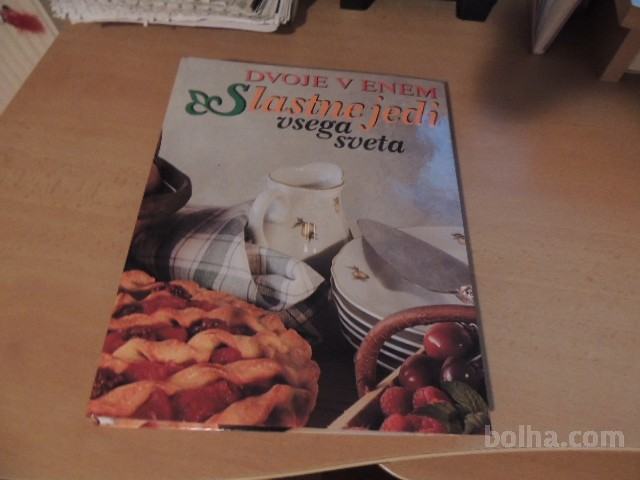 DVOJE V ENEM
Slastne jedi
vsega
sveta
bolha.com